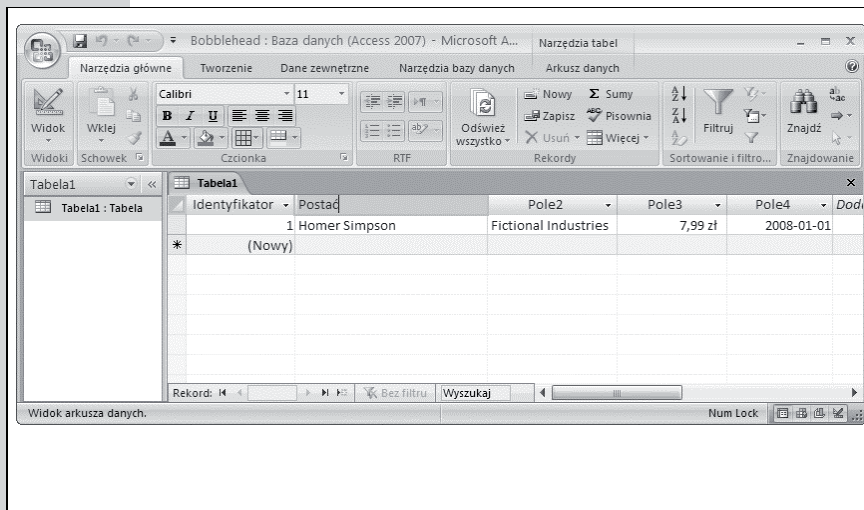 Bobblehead : Baza danych (Access 2007) - Microsoft A... Narzędzia tabel
Narzędzia główne Tworzenie Dane zewnętrzne Narzędzia bazy danych Arkusz danych
Widok
Widoki
Wklej
Schowek
Calibri 11
B I U
A ab
Czcionka
RTF
Odśwież wszystko
Nowy Σ Sumy
Zapisz Pisownia
Usuń Więcej
Rekordy
Filtruj
Sortowanie i filtro...
Znajdź
Znajdowanie
Tabela1 « Tabela1
Tabela1 : Tabela
Identyfikator Postać Pole2 Pole3 Pole4 Dod
1 Homer Simpson Fictional Industries 7,99 zł 2008-01-01
(Nowy)
Rekord: Bez filtru Wyszukaj
Widok arkusza danych. Num Lock